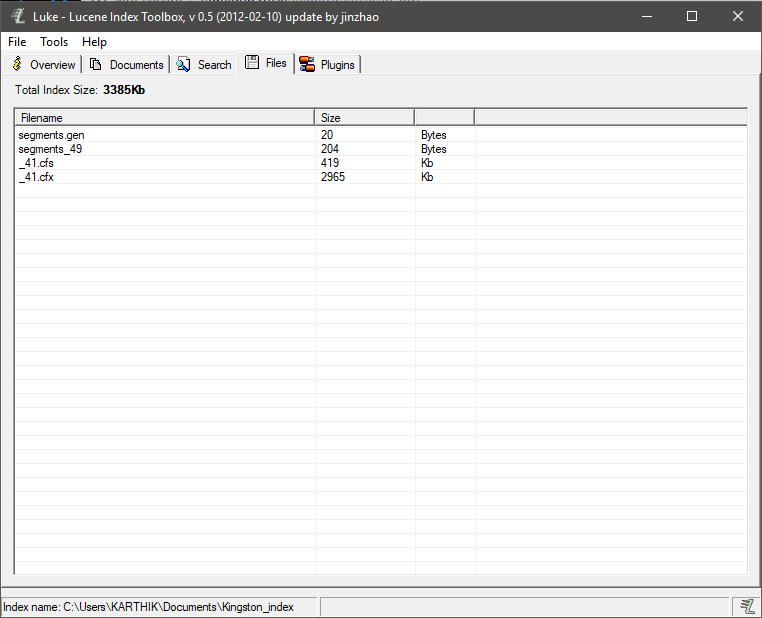 Luke - Lucene Index Toolbox, v 0.5 (2012-02-10) update by jinzhao
File Tools Help
Overview Documents Search Files Plugins
Total Index Size: 3385Kb
Filename Size
segments.gen 20 Bytes
segments_49 204 Bytes
_41.cfs 419 Kb
_41.cfx 2965 Kb
Index name: C:\Users\KARTHIK\Documents\Kingston_index